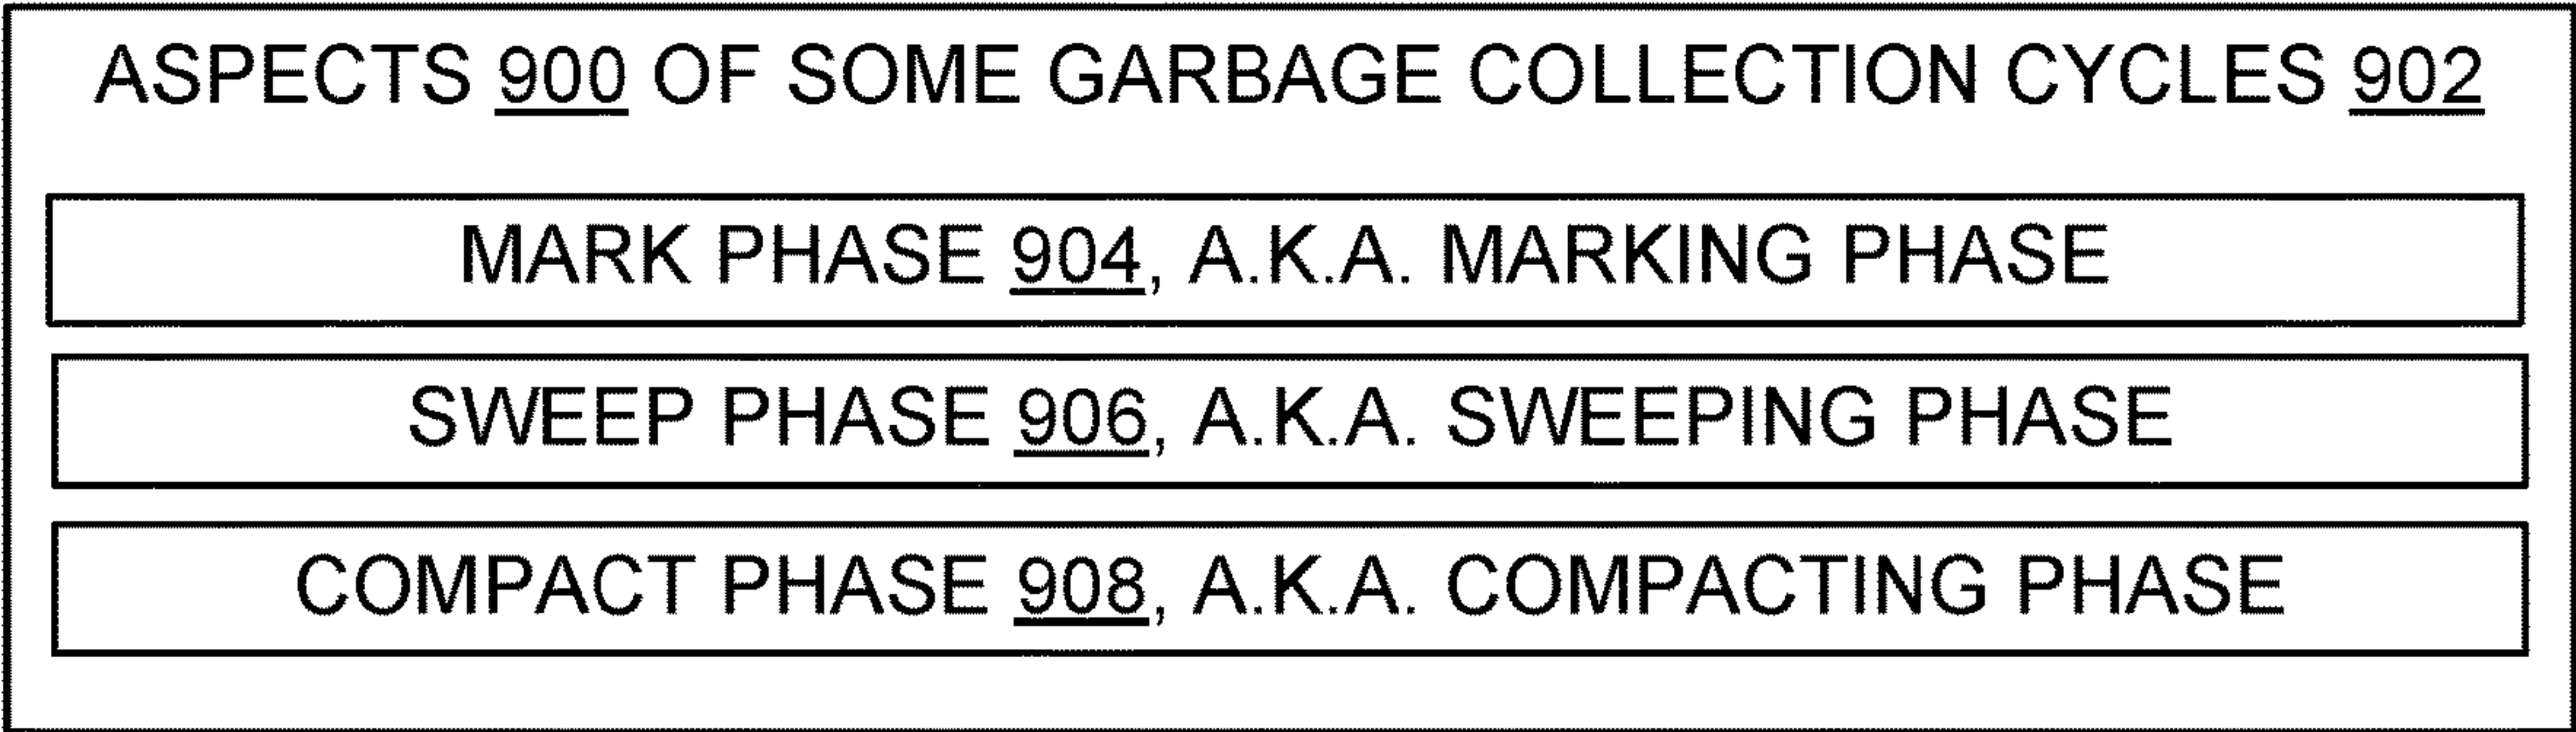 ASPECTS 900 OF SOME GARBAGE COLLECTION CYCLES 902
MARK PHASE 904, A.K.A. MARKING PHASE
SWEEP PHASE 906, A.K.A. SWEEPING PHASE
COMPACT PHASE 908, A.K.A. COMPACTING PHASE